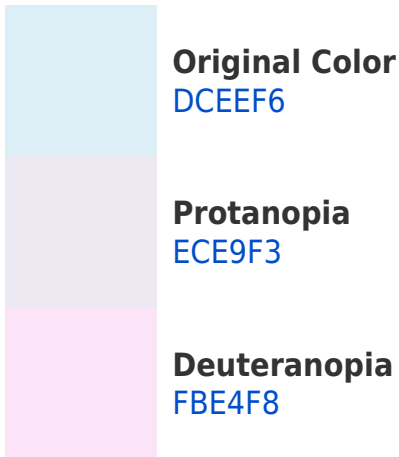 Original Color
DCEEF6
Protanopia
ECE9F3
Deuteranopia
FBE4F8